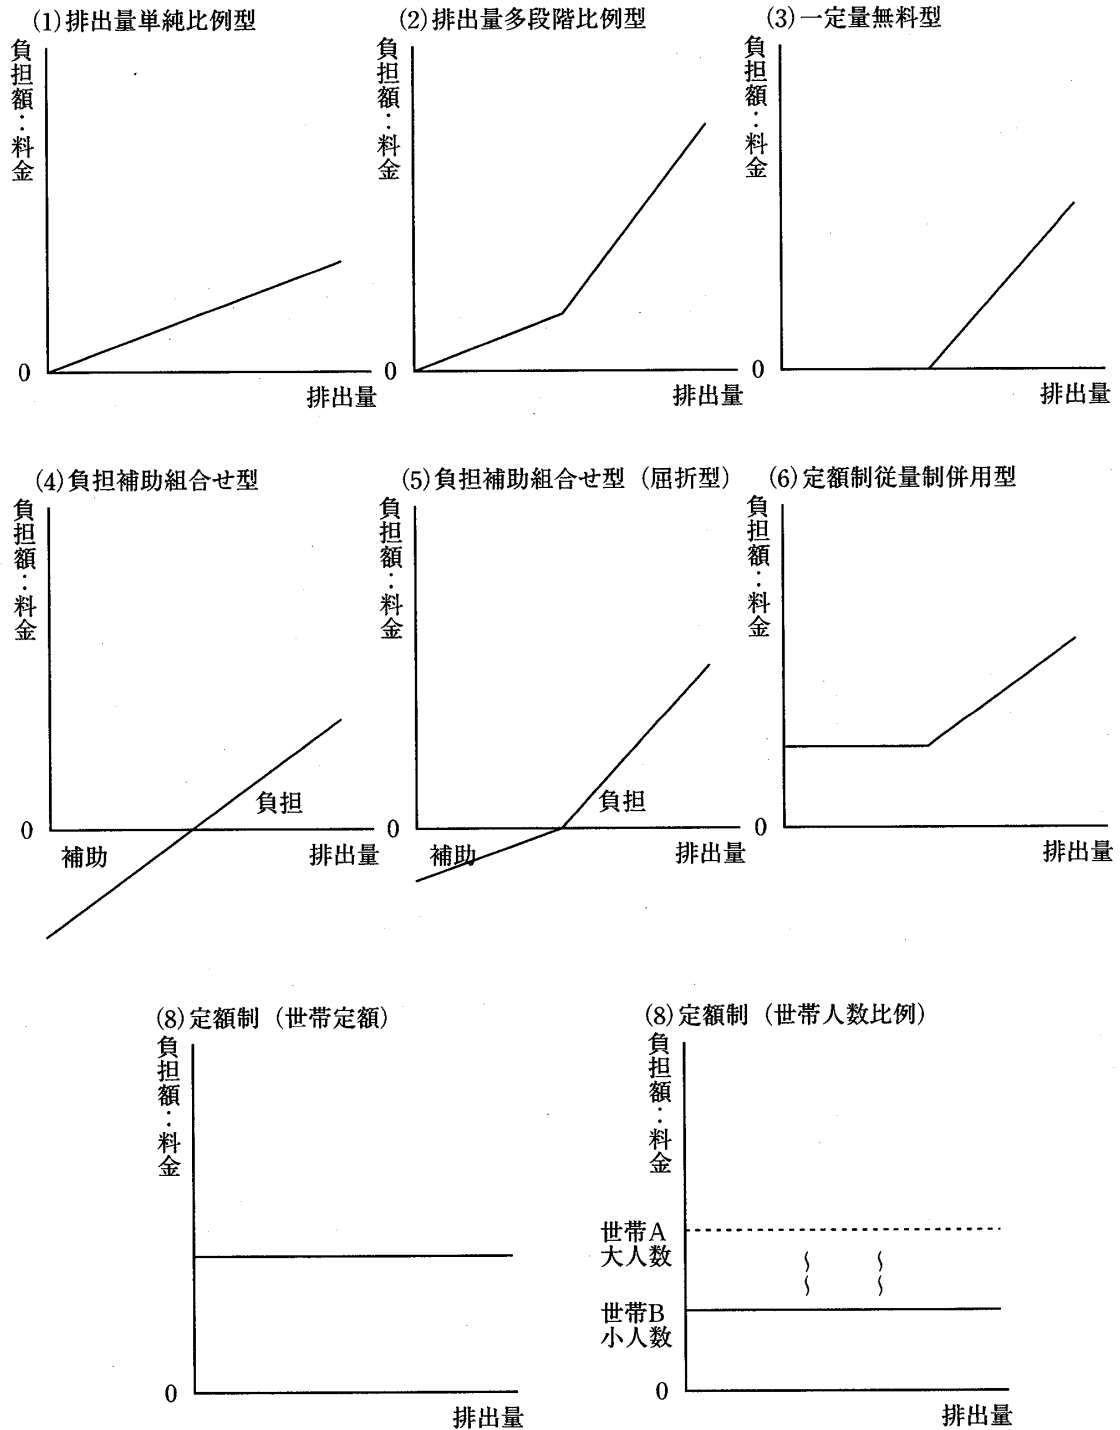 (1)排出量単純比例型
負担額:料金
0
排出量
(2)排出量多段階比例型
負担額:料金
0
排出量
(3)一定量無料型
負担額:料金
0
排出量
(4)負担補助組合せ型
負担額:料金
負担
0
補助
排出量
(5)負担補助組合せ型(屈折型)
負担額:料金
負担
0
補助
排出量
(6)定額制従量制併用型
負担額:料金
0
排出量
(8)定額制(世帯定額)
負担額:料金
0
排出量
(8)定額制(世帯人数比例)
負担額:料金
世帯A
大人数
世帯B
小人数
0
排出量